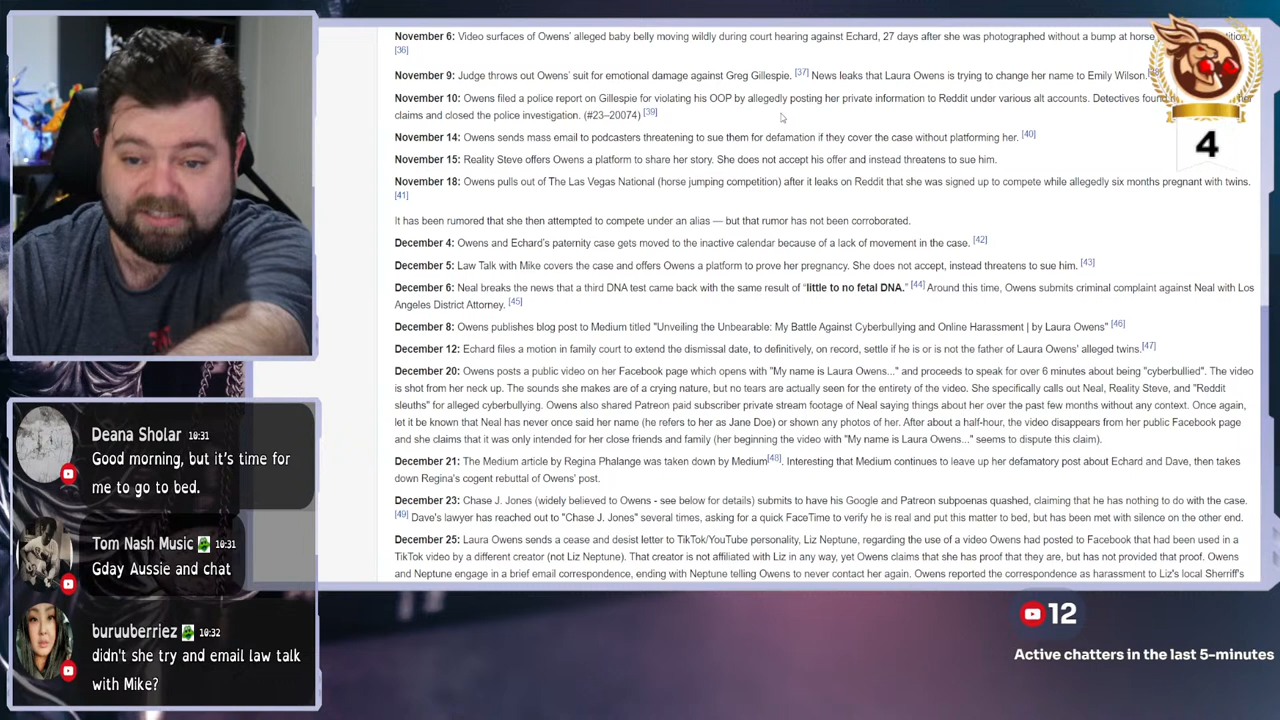 November 6: Video surfaces of Owens' alleged baby belly moving wildly during court hearing against Echard, 27 days after she was photographed without a bump at horse
[36]
November 9: Judge throws out Owens' suit for emotional damage against Greg Gillespie. [37] News leaks that Laura Owens is trying to change her name to Emily Wilson.
November 10: Owens filed a police report on Gillespie for violating his OOP by allegedly posting her private information to Reddit under various alt accounts. Detectives
claims and closed the police investigation. (#23–20074) [39]
November 14: Owens sends mass email to podcasters threatening to sue them for defamation if they cover the case without platforming her. [40]
November 15: Reality Steve offers Owens a platform to share her story. She does not accept his offer and instead threatens to sue him.
November 18: Owens pulls out of The Las Vegas National (horse jumping competition) after it leaks on Reddit that she was signed up to compete while allegedly six months pregnant with twins.
[41]
It has been rumored that she then attempted to compete under an alias — but that rumor has not been corroborated.
December 4: Owens and Echard's paternity case gets moved to the inactive calendar because of a lack of movement in the case. [42]
December 5: Law Talk with Mike covers the case and offers Owens a platform to prove her pregnancy. She does not accept, instead threatens to sue him. [43]
December 6: Neal breaks the news that a third DNA test came back with the same result of "little to no fetal DNA." [44] Around this time, Owens submits criminal complaint against Neal with Los
Angeles District Attorney. [45]
December 8: Owens publishes blog post to Medium titled "Unveiling the Unbearable: My Battle Against Cyberbullying and Online Harassment | by Laura Owens" [46]
December 12: Echard files a motion in family court to extend the dismissal date, to definitively, on record, settle if he is or is not the father of Laura Owens' alleged twins.[47]
December 20: Owens posts a public video on her Facebook page which opens with "My name is Laura Owens..." and proceeds to speak for over 6 minutes about being "cyberbullied". The video
is shot from her neck up. The sounds she makes are of a crying nature, but no tears are actually seen for the entirety of the video. She specifically calls out Neal, Reality Steve, and "Reddit
sleuths" for alleged cyberbullying. Owens also shared Patreon paid subscriber private stream footage of Neal saying things about her over the past few months without any context. Once again,
let it be known that Neal has never once said her name (he refers to her as Jane Doe) or shown any photos of her. After about a half-hour, the video disappears from her public Facebook page
and she claims that it was only intended for her close friends and family (her beginning the video with "My name is Laura Owens..." seems to dispute this claim).
December 21: The Medium article by Regina Phalange was taken down by Medium[48]. Interesting that Medium continues to leave up her defamatory post about Echard and Dave, then takes
down Regina's cogent rebuttal of Owens' post.
December 23: Chase J. Jones (widely believed to Owens - see below for details) submits to have his Google and Patreon subpoenas quashed, claiming that he has nothing to do with the case.
[49] Dave's lawyer has reached out to "Chase J. Jones" several times, asking for a quick FaceTime to verify he is real and put this matter to bed, but has been met with silence on the other end.
December 25: Laura Owens sends a cease and desist letter to TikTok/YouTube personality, Liz Neptune, regarding the use of a video Owens had posted to Facebook that had been used in a
TikTok video by a different creator (not Liz Neptune). That creator is not affiliated with Liz in any way, yet Owens claims that she has proof that they are, but has not provided that proof. Owens
and Neptune engage in a brief email correspondence, ending with Neptune telling Owens to never contact her again. Owens reported the correspondence as harassment to Liz's local Sherriff's
4
Deana Sholar 10:31
Good morning, but it's time for
me to go to bed.
Tom Nash Music 10:31
Gday Aussie and chat
buruuberriez 10:32
didn't she try and email law talk
with Mike?
12
Active chatters in the last 5-minutes